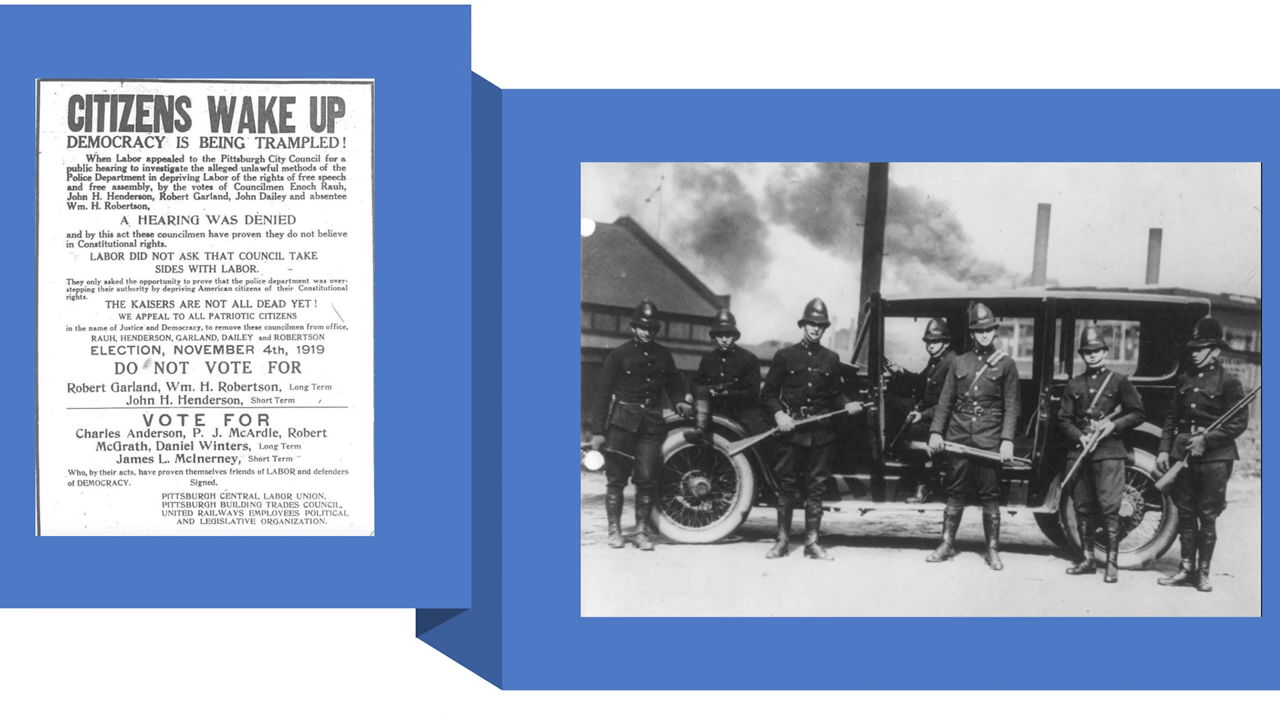 CITIZENS WAKE UP
DEMOCRACY IS BEING TRAMPLED!
When Labor appealed to the Pittsburgh City Council for a
public hearing to investigate the alleged unlawful methods of the
Police Department in depriving Labor of the rights of free speech
and free assembly, by the votes of Councilmen Enoch Rauh,
John H. Henderson, Robert Garland, John Dailey and absentee
Wm. H. Robertson,
A HEARING WAS DENIED
and by this act these councilmen have proven they do not believe
in Constitutional rights.
LABOR DID NOT ASK THAT COUNCIL TAKE
SIDES WITH LABOR.
They only asked the opportunity to prove that the police department was over-
stepping their authority by depriving American citizens of their Constitutional
rights.
THE KAISERS ARE NOT ALL DEAD YET!
WE APPEAL TO ALL PATRIOTIC CITIZENS
in the name of Justice and Democracy, to remove these councilmen from office,
RAUH, HENDERSON, GARLAND, DAILEY and ROBERTSON
ELECTION, NOVEMBER 4th, 1919
DO NOT VOTE FOR
Robert Garland, Wm. H. Robertson, Long Term
John H. Henderson, Short Term
VOTE FOR
Charles Anderson, P. J. McArdle, Robert
McGrath, Daniel Winters, Long Term
James L. McInerney, Short Term
Who, by their acts, have proven themselves friends of LABOR and defenders
of DEMOCRACY. Signed,
PITTSBURGH CENTRAL LABOR UNION,
PITTSBURGH BUILDING TRADES COUNCIL,
UNITED RAILWAYS EMPLOYEES POLITICAL
AND LEGISLATIVE ORGANIZATION.